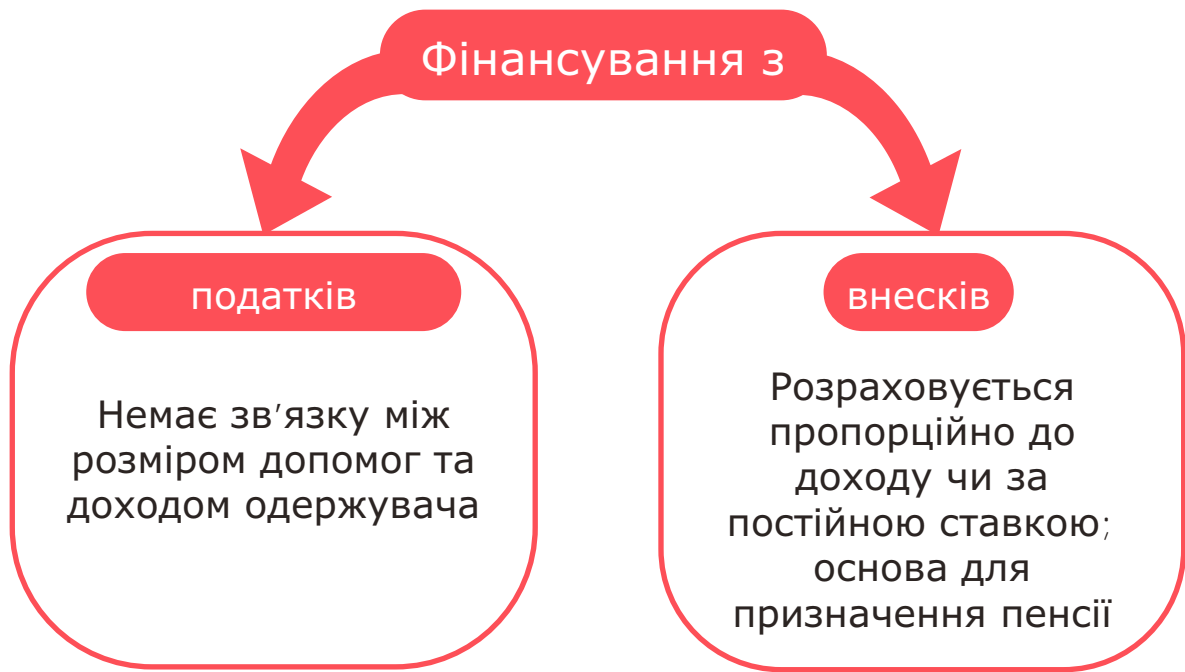 Фінансування з
податків
Немає зв′язку між
розміром допомог та
доходом одержувача
внесків
Розраховується
пропорційно до
доходу чи за
постійною ставкою;
основа для
призначення пенсії